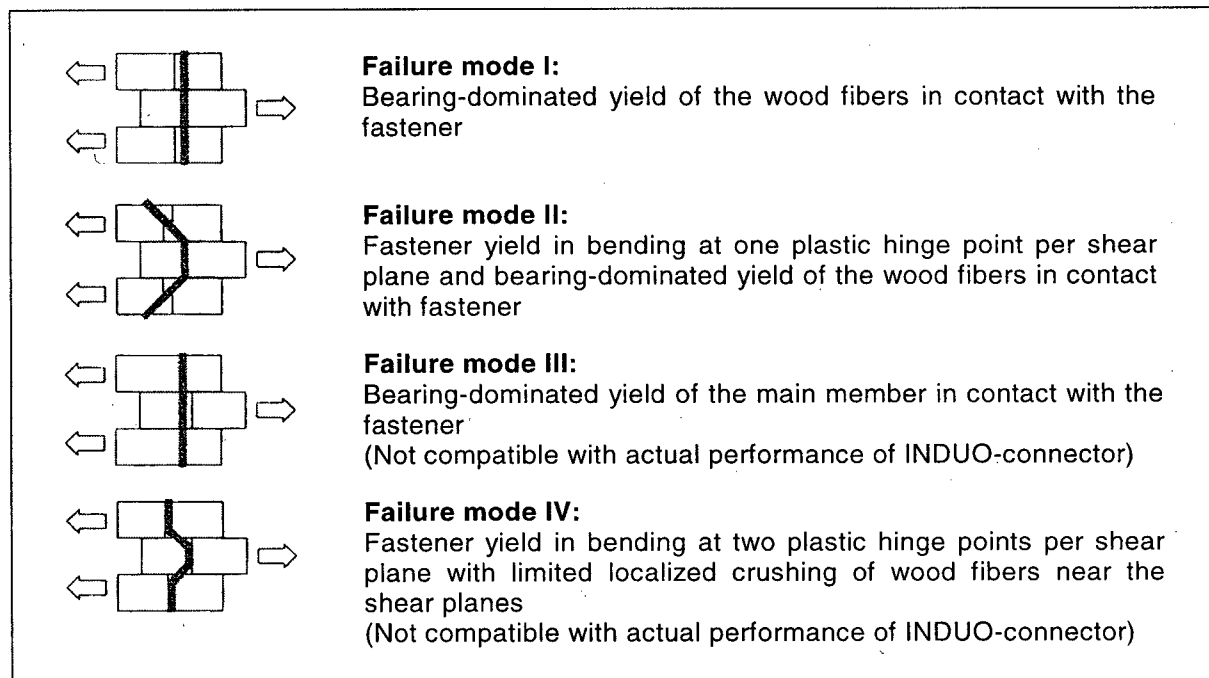 Failure mode I:
Bearing-dominated yield of the wood fibers in contact with the
fastener
Failure mode II:
Fastener yield in bending at one plastic hinge point per shear
plane and bearing-dominated yield of the wood fibers in contact
with fastener
Failure mode III:
Bearing-dominated yield of the main member in contact with the
fastener
(Not compatible with actual performance of INDUO-connector)
Failure mode IV:
Fastener yield in bending at two plastic hinge points per shear
plane with limited localized crushing of wood fibers near the
shear planes
(Not compatible with actual performance of INDUO-connector)